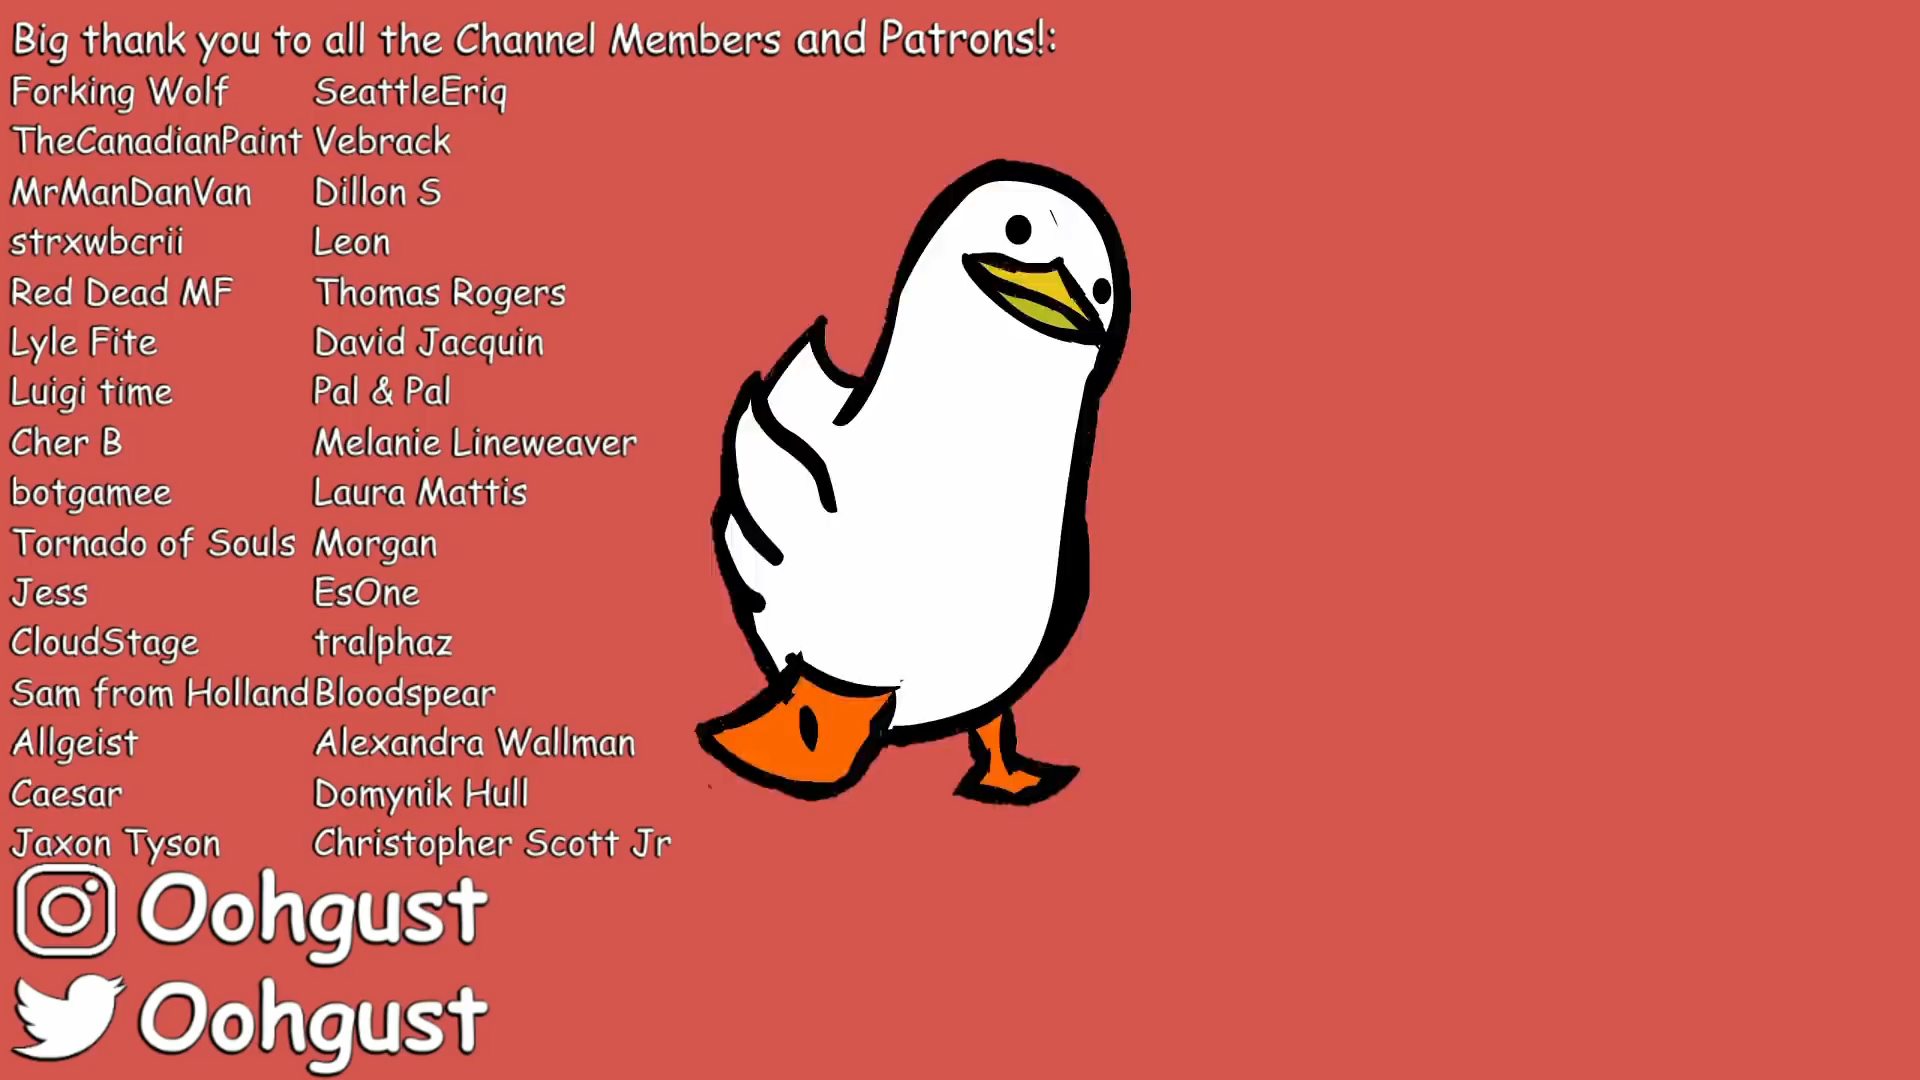 Big thank you to all the Channel Members and Patrons!:
Forking Wolf SeattleEriq
TheCanadianPaint Vebrack
MrManDanVan Dillon S
strxwbcrii Leon
Red Dead MF Thomas Rogers
Lyle Fite David Jacquin
Luigi time Pal & Pal
Cher B Melanie Lineweaver
botgamee Laura Mattis
Tornado of Souls Morgan
Jess EsOne
CloudStage tralphaz
Sam from Holland Bloodspear
Allgeist Alexandra Wallman
Caesar Domynik Hull
Jaxon Tyson Christopher Scott Jr
Oohgust
Oohgust